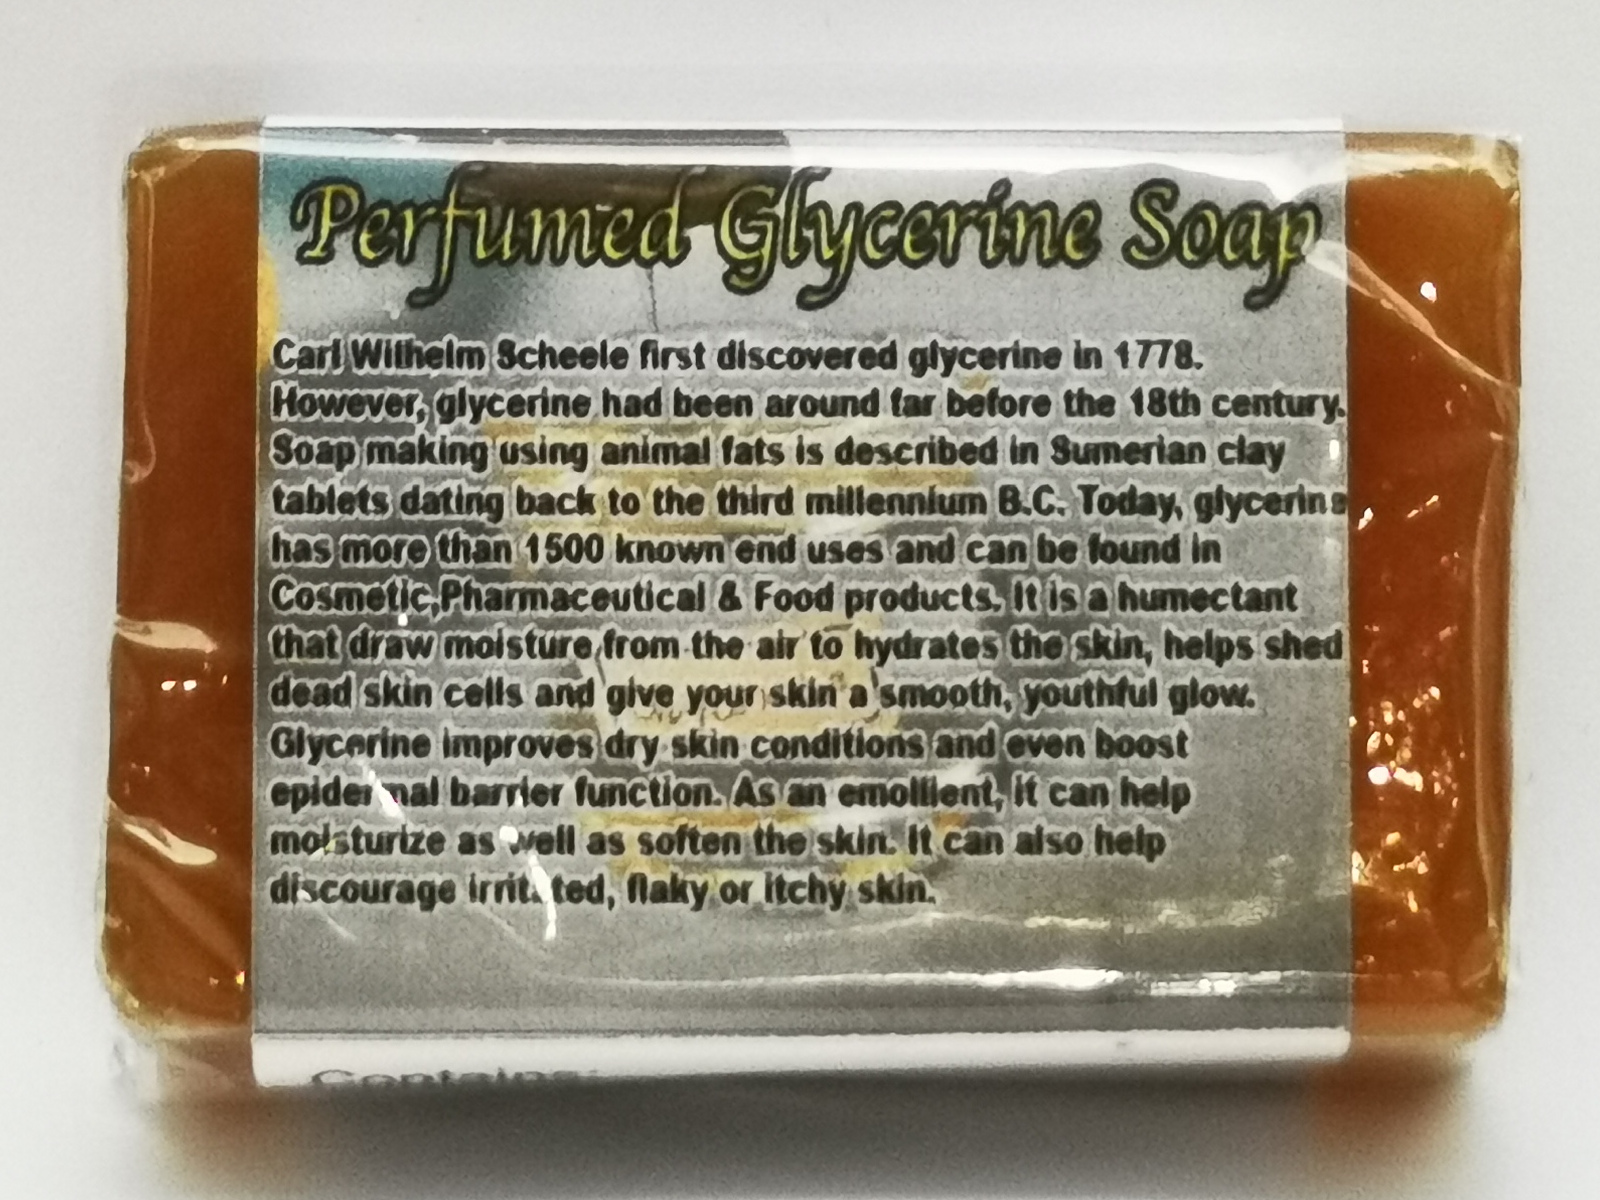 Perfumed Glycerine Soap
Carl Wilhelm Scheele first discovered glycerine in 1778.
However, glycerine had been around far before the 18th century.
Soap making using animal fats is described in Sumerian clay
tablets dating back to the third millennium B.C. Today, glycerine
has more than 1500 known end uses and can be found in
Cosmetic,Pharmaceutical & Food products. It is a humectant
that draw moisture from the air to hydrates the skin, helps shed
dead skin cells and give your skin a smooth, youthful glow.
Glycerine improves dry skin conditions and even boost
epidermal barrier function. As an emollient, it can help
moisturize as well as soften the skin. It can also help
discourage irritated, flaky or itchy skin.
Contains: